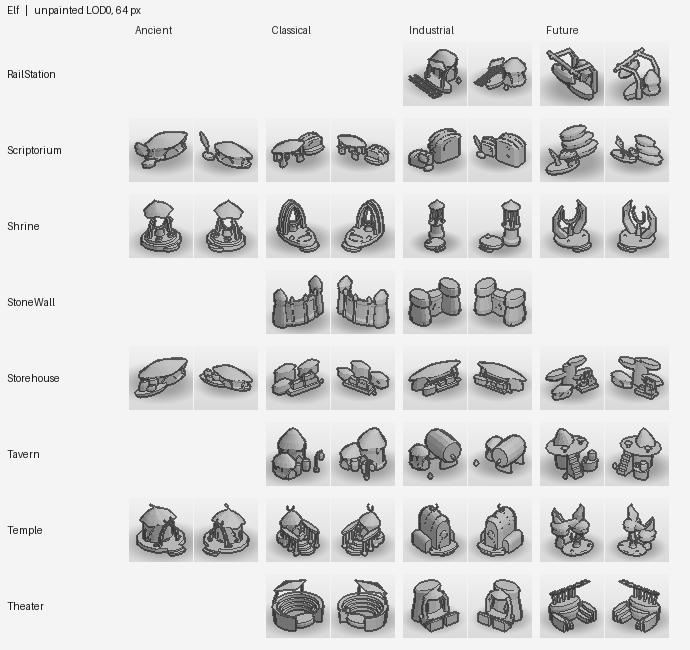 Elf | unpainted LOD0, 64 px
Ancient Classical Industrial Future
RailStation
Scriptorium
Shrine
StoneWall
Storehouse
Tavern
Temple
Theater